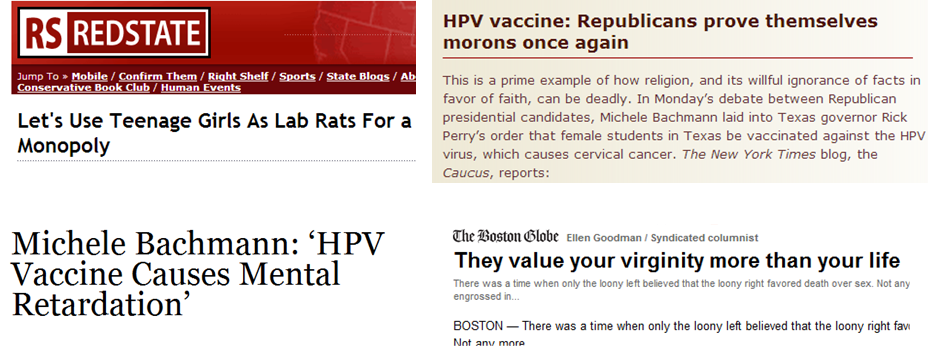 RS REDSTATE
Jump To » Mobile / Confirm Them / Right Shelf / Sports / State Blogs / Ab
Conservative Book Club / Human Events
Let's Use Teenage Girls As Lab Rats For a
Monopoly
HPV vaccine: Republicans prove themselves
morons once again
This is a prime example of how religion, and its willful ignorance of facts in
favor of faith, can be deadly. In Monday’s debate between Republican
presidential candidates, Michele Bachmann laid into Texas governor Rick
Perry’s order that female students in Texas be vaccinated against the HPV
virus, which causes cervical cancer. The New York Times blog, the
Caucus, reports:
Michele Bachmann: ‘HPV
Vaccine Causes Mental
Retardation’
The Boston Globe Ellen Goodman / Syndicated columnist
They value your virginity more than your life
There was a time when only the loony left believed that the loony right favored death over sex. Not any
engrossed in...
BOSTON — There was a time when only the loony left believed that the loony right fav
Not any more